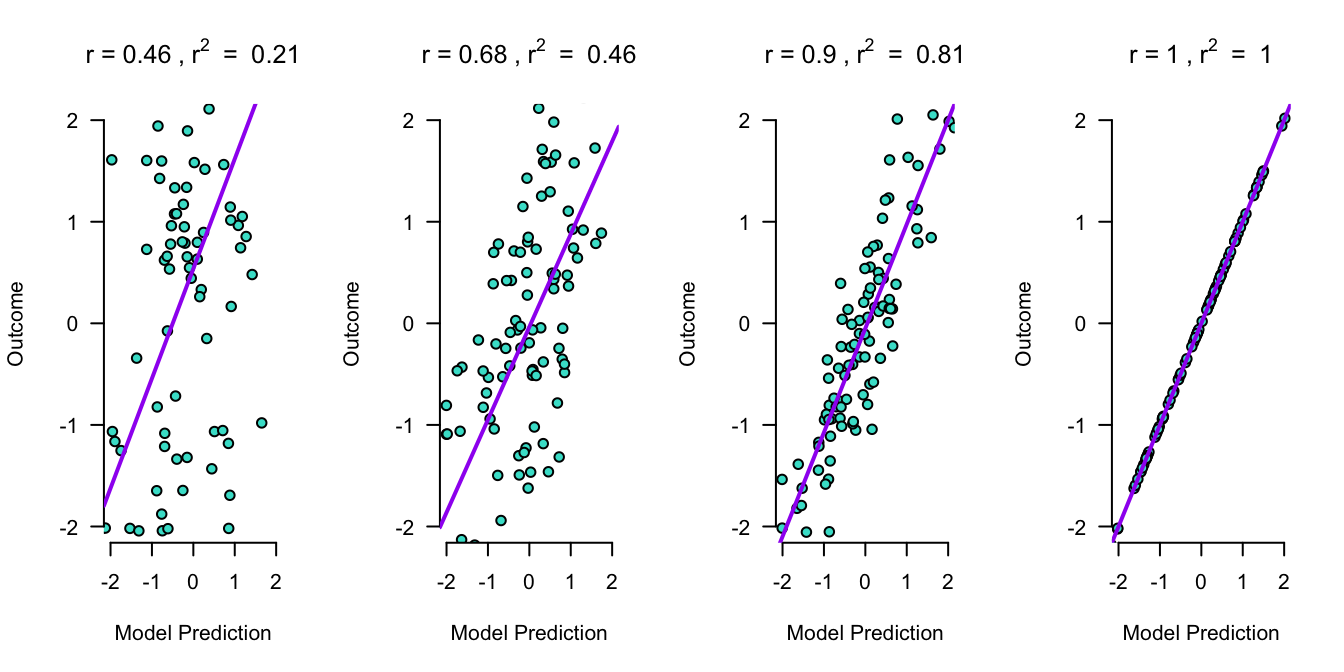 r = 0.46 , r² = 0.21
2
1
0
-1
-2
Outcome
-2 -1 0 1 2
Model Prediction
r = 0.68 , r² = 0.46
2
1
0
-1
-2
Outcome
-2 -1 0 1 2
Model Prediction
r = 0.9 , r² = 0.81
2
1
0
-1
-2
Outcome
-2 -1 0 1 2
Model Prediction
r = 1 , r² = 1
2
1
0
-1
-2
Outcome
-2 -1 0 1 2
Model Prediction